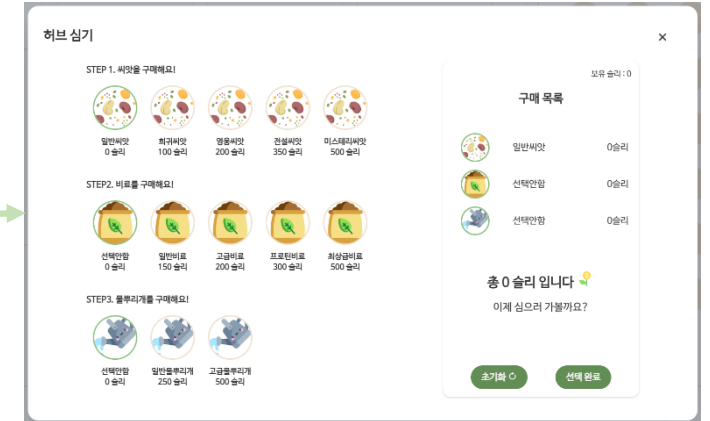 허브 심기
×
STEP 1. 씨앗을 구매해요!
일반씨앗 희귀씨앗 영웅씨앗 전설씨앗 미스테리씨앗
0 슬리 100 슬리 200 슬리 350 슬리 500 슬리
STEP2. 비료를 구매해요!
선택안함 일반비료 고급비료 프로틴비료 최상급비료
0 슬리 150 슬리 200 슬리 300 슬리 500 슬리
STEP3. 물뿌리개를 구매해요!
선택안함 일반물뿌리개 고급물뿌리개
0 슬리 250 슬리 500 슬리
보유 슬리 : 0
구매 목록
일반씨앗 0슬리
선택안함 0슬리
선택안함 0슬리
총 0 슬리 입니다
이제 심으러 가볼까요?
초기화 선택 완료